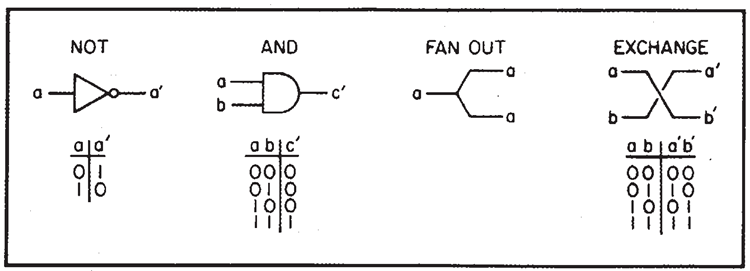 NOT
a a'
a a'
0 1
1 0
AND
a
b c'
a b c'
0 0 0
0 1 0
1 0 0
1 1 1
FAN OUT
a
a
a
EXCHANGE
a a'
b b'
a b a' b'
0 0 0 0
0 1 1 0
1 0 0 1
1 1 1 1